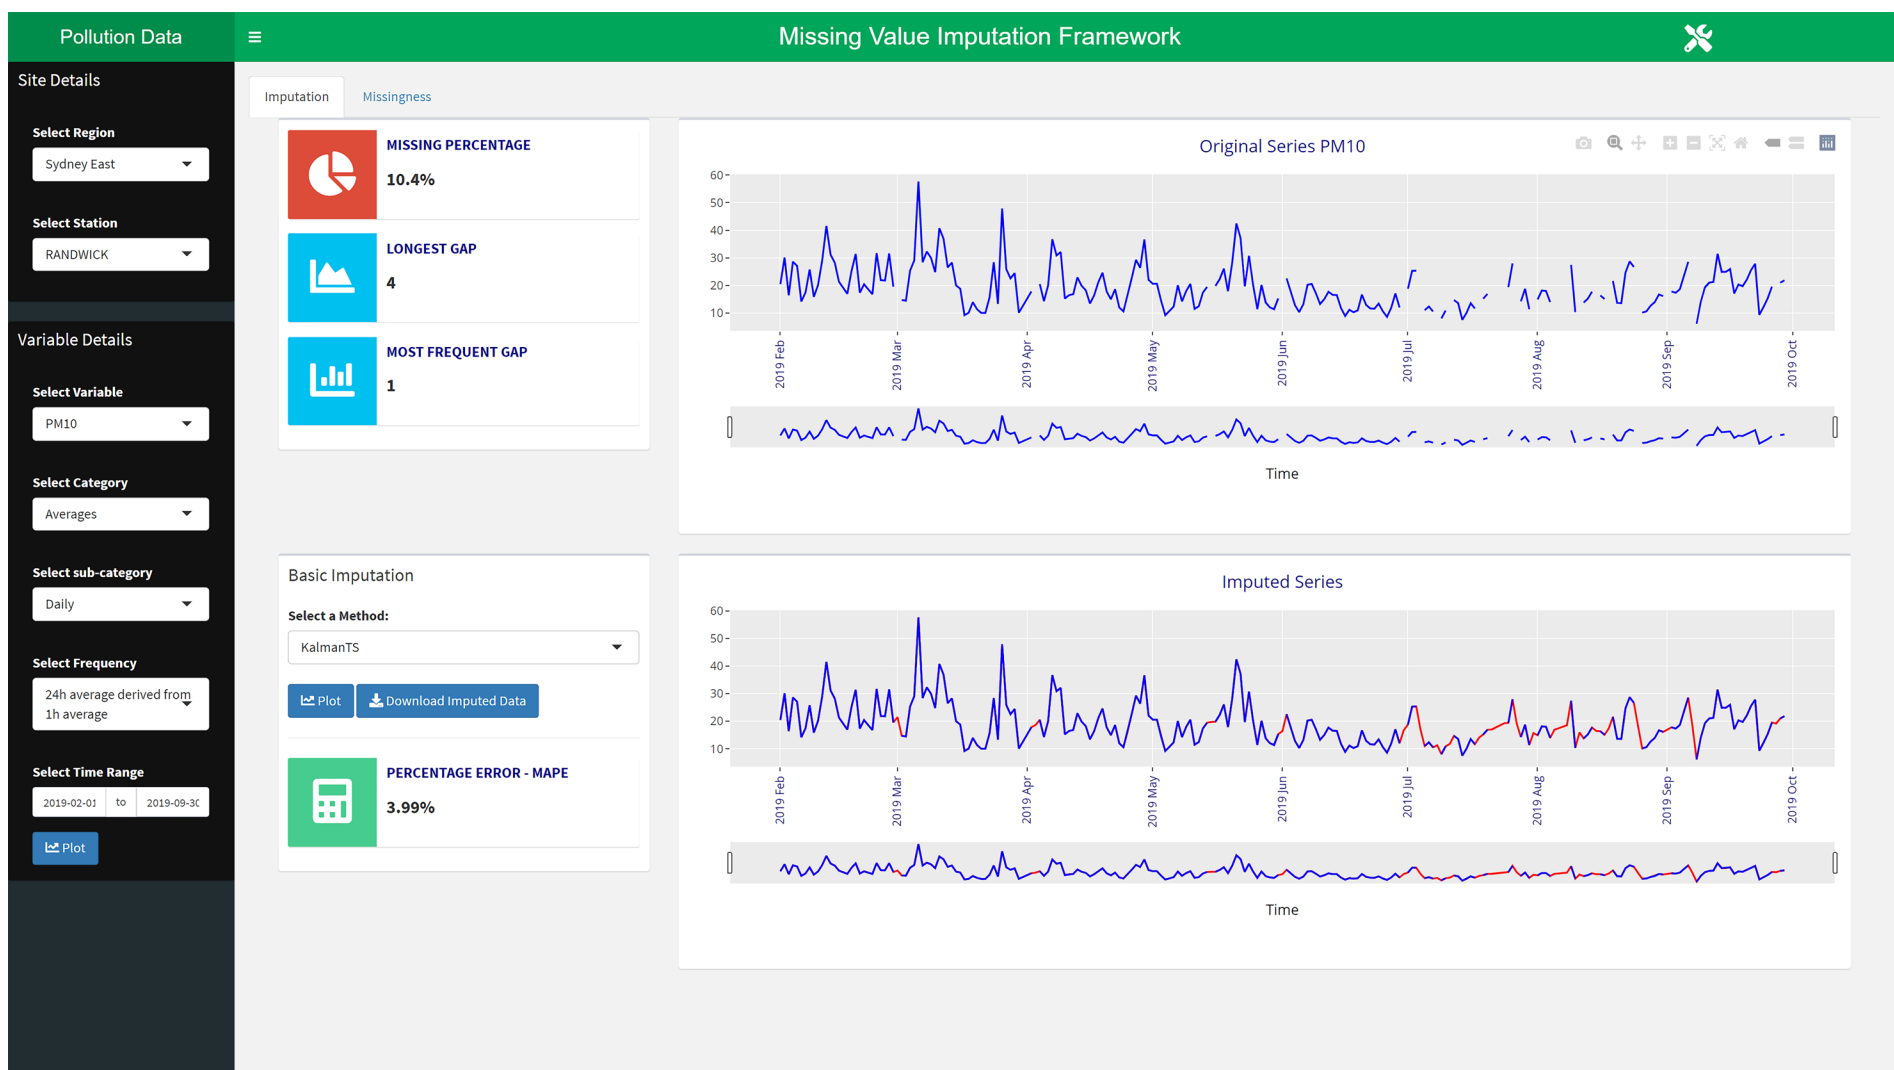 Pollution Data
Missing Value Imputation Framework
Site Details
Select Region
Sydney East
Select Station
RANDWICK
Variable Details
Select Variable
PM10
Select Category
Averages
Select sub-category
Daily
Select Frequency
24h average derived from
1h average
Select Time Range
2019-02-01 to 2019-09-30
Plot
Imputation
Missingness
MISSING PERCENTAGE
10.4%
LONGEST GAP
4
MOST FREQUENT GAP
1
Original Series PM10
60
50
40
30
20
10
2019 Feb
2019 Mar
2019 Apr
2019 May
2019 Jun
2019 Jul
2019 Aug
2019 Sep
2019 Oct
Time
Basic Imputation
Select a Method:
KalmanTS
Plot
Download Imputed Data
PERCENTAGE ERROR - MAPE
3.99%
Imputed Series
60
50
40
30
20
10
2019 Feb
2019 Mar
2019 Apr
2019 May
2019 Jun
2019 Jul
2019 Aug
2019 Sep
2019 Oct
Time